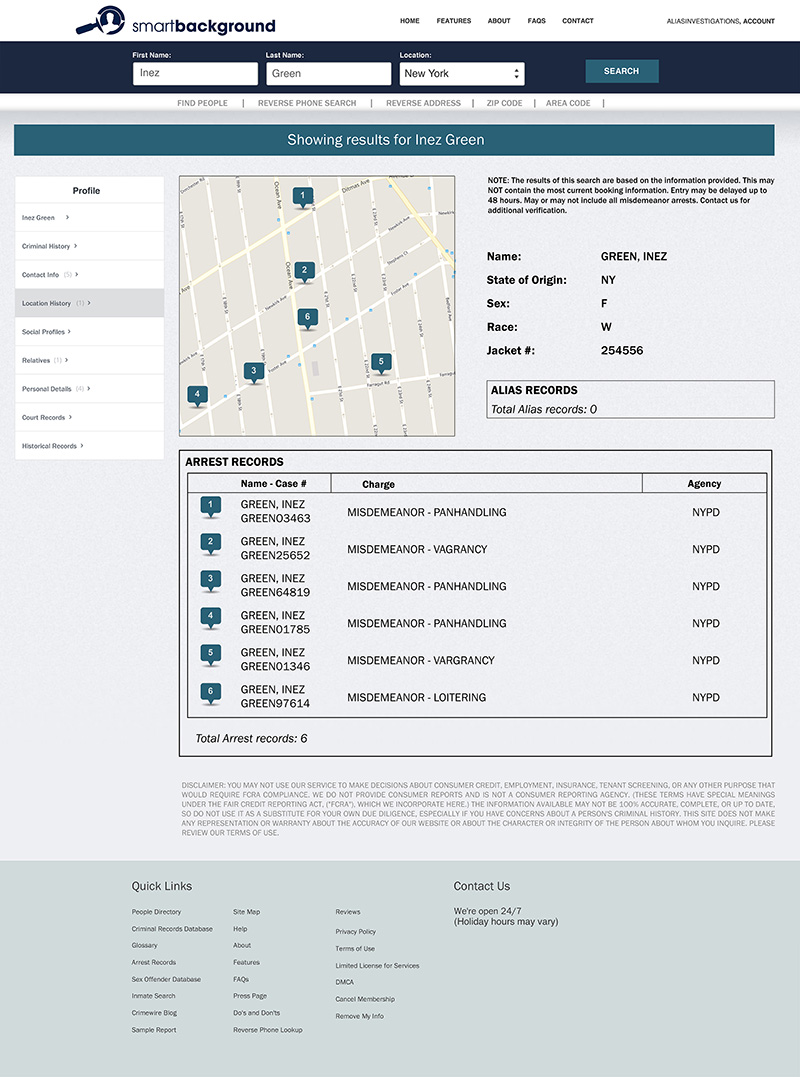 smartbackground
HOME FEATURES ABOUT FAQS CONTACT
ALIASINVESTIGATIONS, ACCOUNT
First Name: Last Name: Location:
Inez Green New York SEARCH
FIND PEOPLE | REVERSE PHONE SEARCH | REVERSE ADDRESS | ZIP CODE | AREA CODE |
Showing results for Inez Green
Profile
Inez Green >
Criminal History >
Contact Info (5) >
Location History (1) >
Social Profiles >
Relatives (1) >
Personal Details (4) >
Court Records >
Historical Records >
Dorchester Rd
Ocean Ave
Ditmas Ave
E 23rd St
Newkirk Ave
Stephens Ct
Foster Ave
Bedford Ave
Farragut Rd
1
2
6
3
5
4
NOTE: The results of this search are based on the information provided. This may
NOT contain the most current booking information. Entry may be delayed up to
48 hours. May or may not include all misdemeanor arrests. Contact us for
additional verification.
Name: GREEN, INEZ
State of Origin: NY
Sex: F
Race: W
Jacket #: 254556
ALIAS RECORDS
Total Alias records: 0
ARREST RECORDS
Name - Case # Charge Agency
1 GREEN, INEZ
GREEN03463 MISDEMEANOR - PANHANDLING NYPD
2 GREEN, INEZ
GREEN25652 MISDEMEANOR - VAGRANCY NYPD
3 GREEN, INEZ
GREEN64819 MISDEMEANOR - PANHANDLING NYPD
4 GREEN, INEZ
GREEN01785 MISDEMEANOR - PANHANDLING NYPD
5 GREEN, INEZ
GREEN01346 MISDEMEANOR - VARGRANCY NYPD
6 GREEN, INEZ
GREEN97614 MISDEMEANOR - LOITERING NYPD
Total Arrest records: 6
DISCLAIMER: YOU MAY NOT USE OUR SERVICE TO MAKE DECISIONS ABOUT CONSUMER CREDIT, EMPLOYMENT, INSURANCE, TENANT SCREENING, OR ANY OTHER PURPOSE THAT
WOULD REQUIRE FCRA COMPLIANCE. WE DO NOT PROVIDE CONSUMER REPORTS AND IS NOT A CONSUMER REPORTING AGENCY. (THESE TERMS HAVE SPECIAL MEANINGS
UNDER THE FAIR CREDIT REPORTING ACT, ("FCRA"), WHICH WE INCORPORATE HERE.) THE INFORMATION AVAILABLE MAY NOT BE 100% ACCURATE, COMPLETE, OR UP TO DATE,
SO DO NOT USE IT AS A SUBSTITUTE FOR YOUR OWN DUE DILIGENCE, ESPECIALLY IF YOU HAVE CONCERNS ABOUT A PERSON'S CRIMINAL HISTORY. THIS SITE DOES NOT MAKE
ANY REPRESENTATION OR WARRANTY ABOUT THE ACCURACY OF OUR WEBSITE OR ABOUT THE CHARACTER OR INTEGRITY OF THE PERSON ABOUT WHOM YOU INQUIRE. PLEASE
REVIEW OUR TERMS OF USE.
Quick Links
People Directory
Criminal Records Database
Glossary
Arrest Records
Sex Offender Database
Inmate Search
Crimewire Blog
Sample Report
Site Map
Help
About
Features
FAQs
Press Page
Do's and Don'ts
Reverse Phone Lookup
Reviews
Privacy Policy
Terms of Use
Limited License for Services
DMCA
Cancel Membership
Remove My Info
Contact Us
We're open 24/7
(Holiday hours may vary)